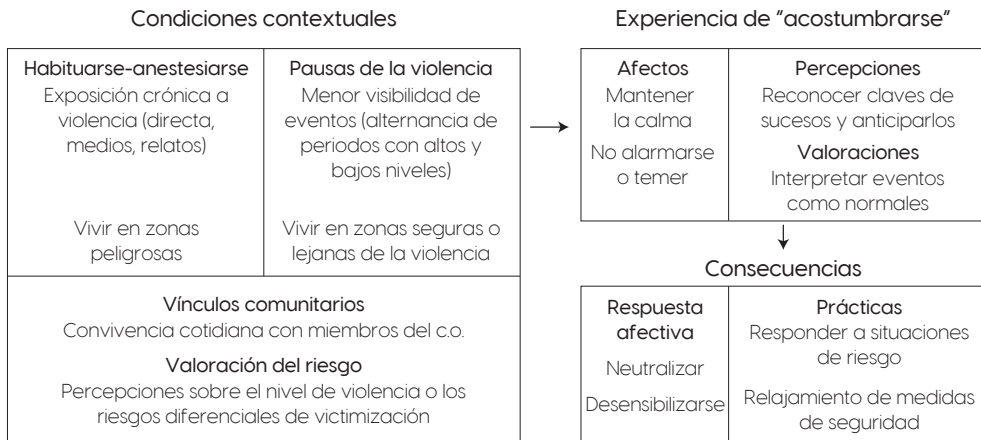 Condiciones contextuales
Habituarse-anestesiarse
Exposición crónica a
violencia (directa,
medios, relatos)
Vivir en zonas
peligrosas
Pausas de la violencia
Menor visibilidad de
eventos (alternancia de
periodos con altos y
bajos niveles)
Vivir en zonas seguras o
lejanas de la violencia
Vínculos comunitarios
Convivencia cotidiana con miembros del c.o.
Valoración del riesgo
Percepciones sobre el nivel de violencia o los
riesgos diferenciales de victimización
Experiencia de “acostumbrarse”
Afectos
Mantener
la calma
No alarmarse
o temer
Percepciones
Reconocer claves de
sucesos y anticiparlos
Valoraciones
Interpretar eventos
como normales
Consecuencias
Respuesta
afectiva
Neutralizar
Desensibilizarse
Prácticas
Responder a situaciones
de riesgo
Relajamiento de medidas
de seguridad